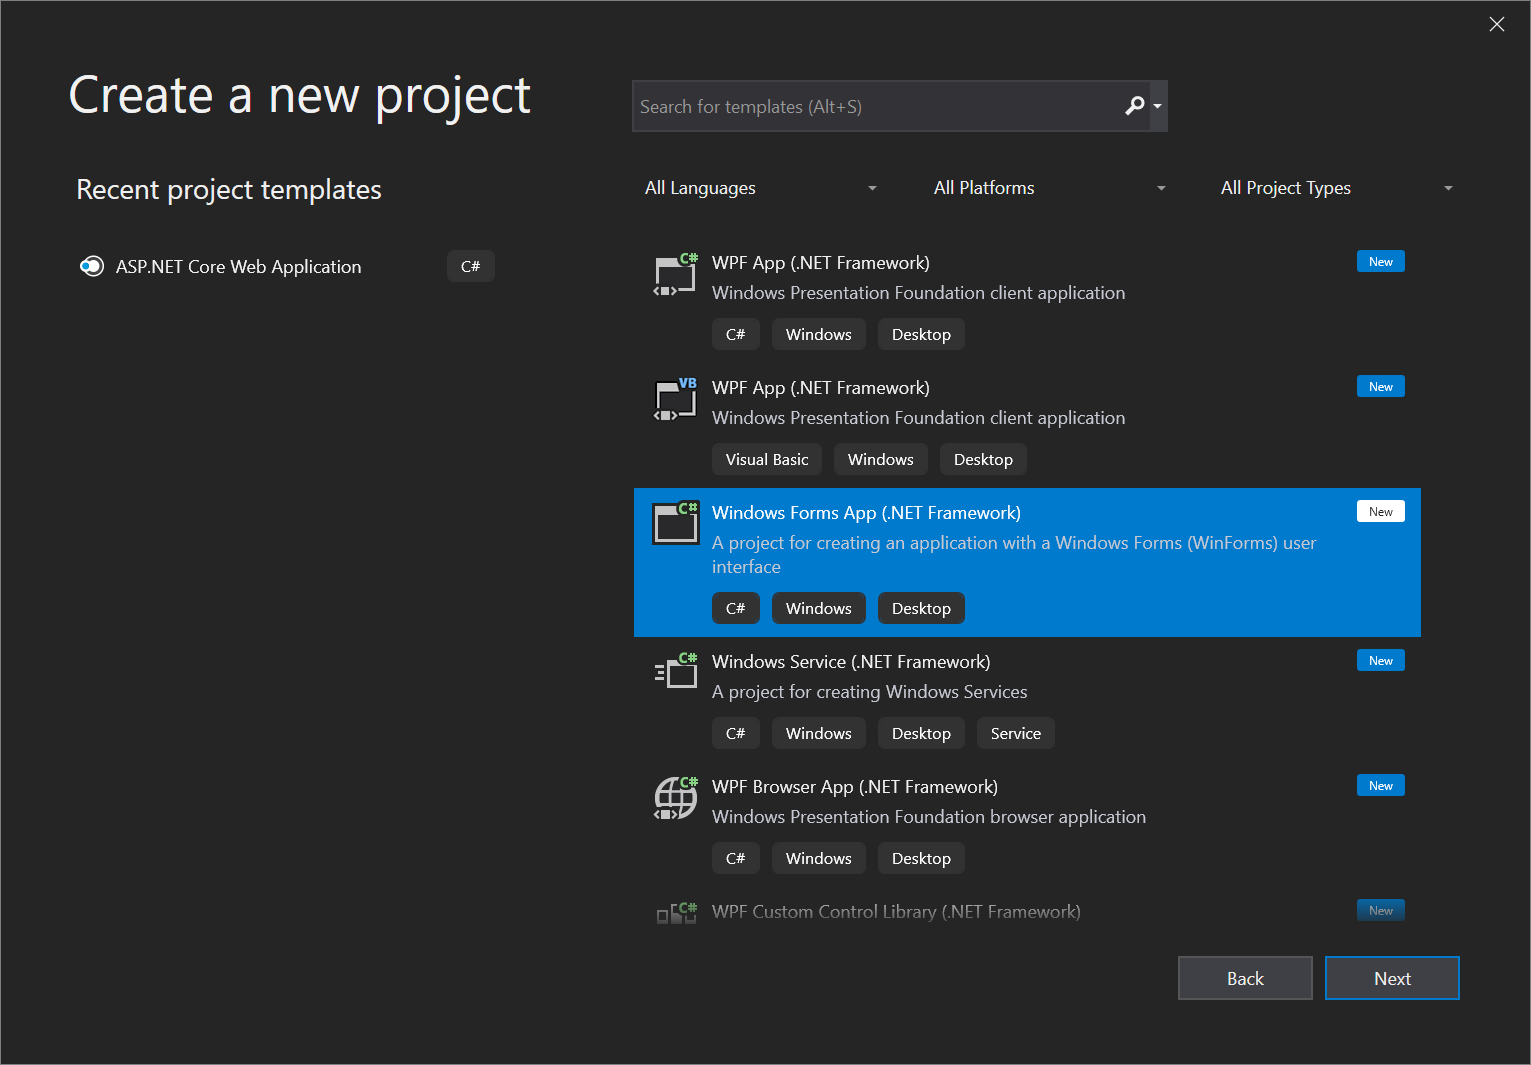 Create a new project
Search for templates (Alt+S)
Recent project templates
All Languages
All Platforms
All Project Types
ASP.NET Core Web Application
C#
C#
WPF App (.NET Framework)
New
Windows Presentation Foundation client application
C#
Windows
Desktop
VB
WPF App (.NET Framework)
New
Windows Presentation Foundation client application
Visual Basic
Windows
Desktop
C#
Windows Forms App (.NET Framework)
New
A project for creating an application with a Windows Forms (WinForms) user
interface
C#
Windows
Desktop
C#
Windows Service (.NET Framework)
New
A project for creating Windows Services
C#
Windows
Desktop
Service
C#
WPF Browser App (.NET Framework)
New
Windows Presentation Foundation browser application
C#
Windows
Desktop
C#
WPF Custom Control Library (.NET Framework)
New
Back
Next